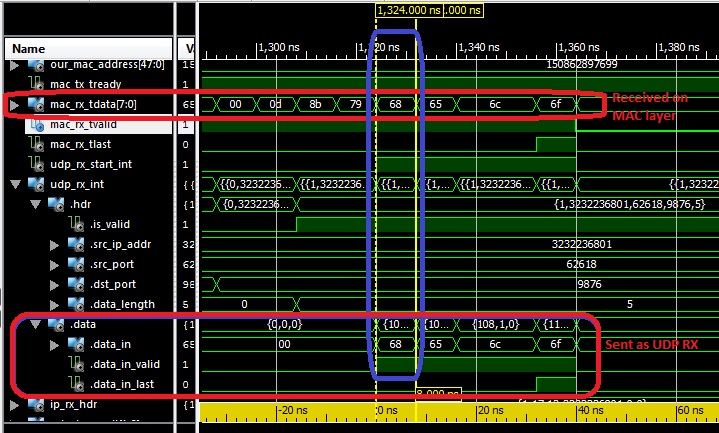 1,324.000 ns .000 ns
Name V
1,300 ns 1,320 ns 1,340 ns 1,360 ns 1,380 ns
our_mac_address[47:0] 15 150862897699
mac_tx_tready 1
mac_rx_tdata[7:0] 65 00 0d 8b 79 68 65 6c 6f Received on
MAC layer
mac_rx_tvalid 1
mac_rx_tlast 0
udp_rx_start_int 1
udp_rx_int {{ {{0,3232236... {{1,3232236... {{1,... {{1,... {{1,3232236... {{1,... {{1,3232
.hdr {1 {0,3232236... {1,3232236801,62618,9876,5}
.is_valid 1
.src_ip_addr 32 3232236801
.src_port 62 62618
.dst_port 98 9876
.data_length 5 0 5
.data {1 {0,0,0} {10... {10... {108,1,0} {11...
.data_in 65 00 68 65 6c 6f Sent as UDP RX
.data_in_valid 1
.data_in_last 0
8.000 ns
ip_rx_hdr {1
-20 ns 0 ns 20 ns 40 ns 60 ns